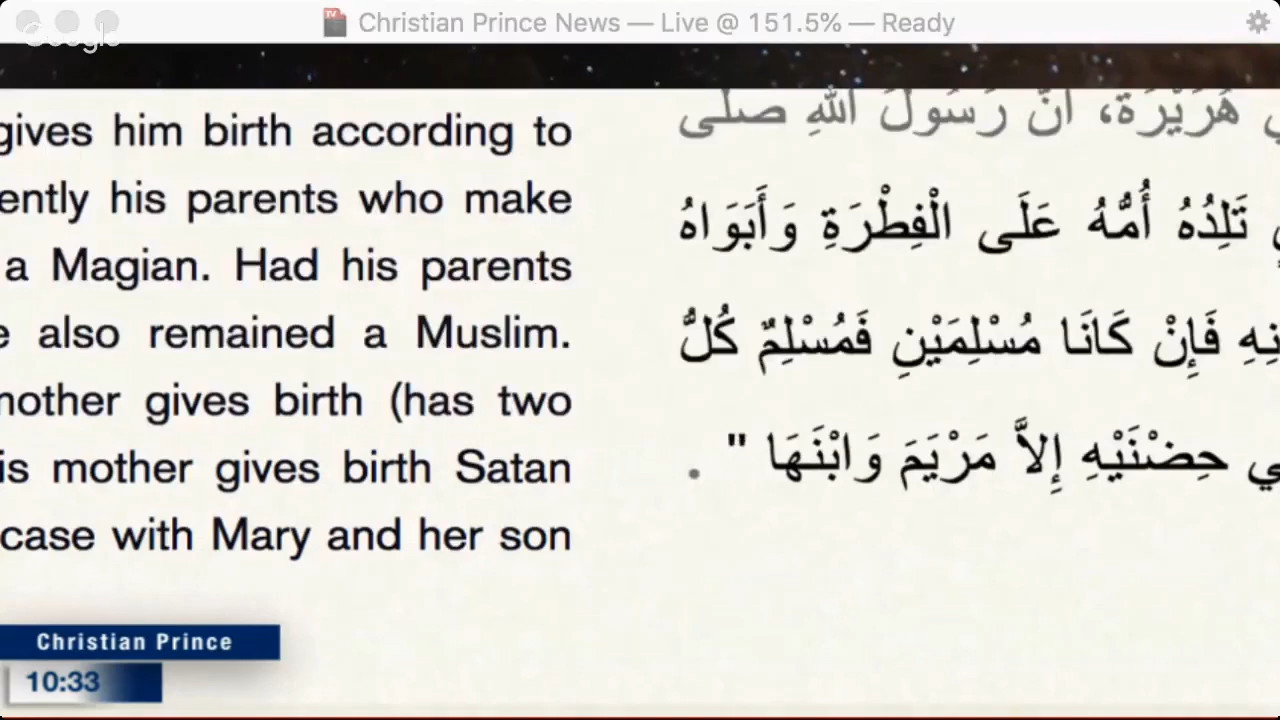 Christian Prince News — Live @ 151.5% — Ready
Google
gives him birth according to
ently his parents who make
a Magian. Had his parents
e also remained a Muslim.
mother gives birth (has two
is mother gives birth Satan
case with Mary and her son
هُرَيْرَةَ، أَنَّ رَسُولَ اللَّهِ صلى
تَلِدُهُ أُمُّهُ عَلَى الْفِطْرَةِ وَأَبَوَاهُ
نِهِ فَإِنْ كَانَا مُسْلِمَيْنِ فَمُسْلِمٌ كُلُّ
ي حِضْنَيْهِ إِلاَّ مَرْيَمَ وَابْنَهَا " .
Christian Prince
10:33